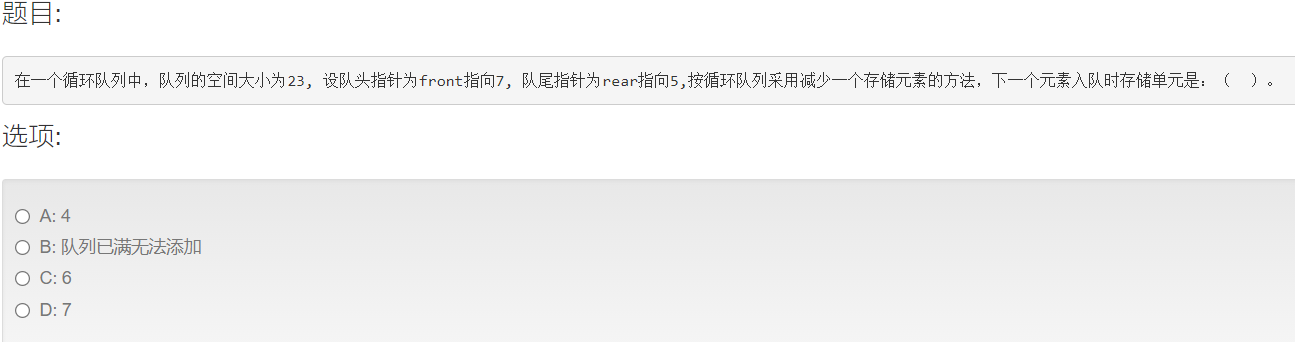 题目:
在一个循环队列中，队列的空间大小为23, 设队头指针为front指向7, 队尾指针为rear指向5,按循环队列采用减少一个存储元素的方法，下一个元素入队时存储单元是：（  ）。
选项:
A: 4
B: 队列已满无法添加
C: 6
D: 7